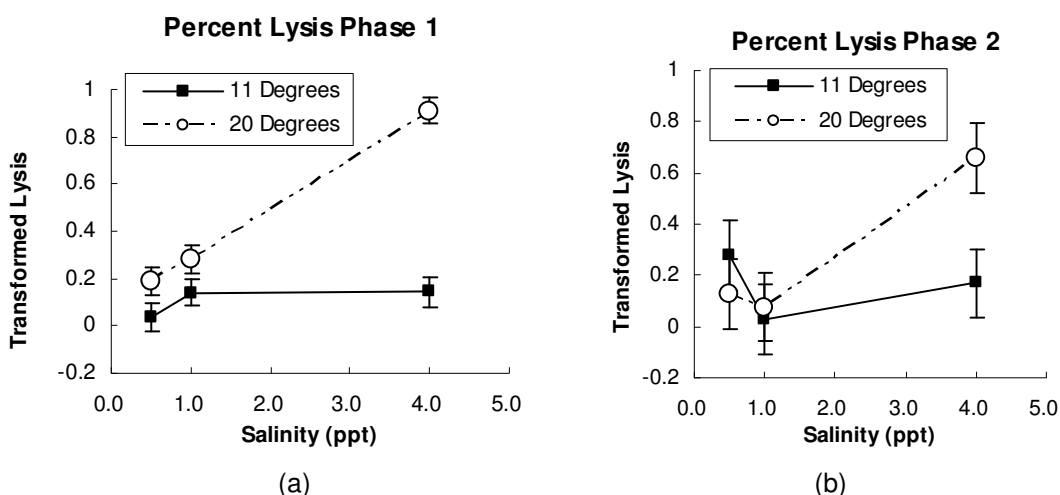 Percent Lysis Phase 1
1
0.8
0.6
0.4
0.2
0
-0.2
0.0 1.0 2.0 3.0 4.0 5.0
Salinity (ppt)
Transformed Lysis
11 Degrees
20 Degrees
(a)
Percent Lysis Phase 2
1
0.8
0.6
0.4
0.2
0
-0.2
0.0 1.0 2.0 3.0 4.0 5.0
Salinity (ppt)
Transformed Lysis
11 Degrees
20 Degrees
(b)